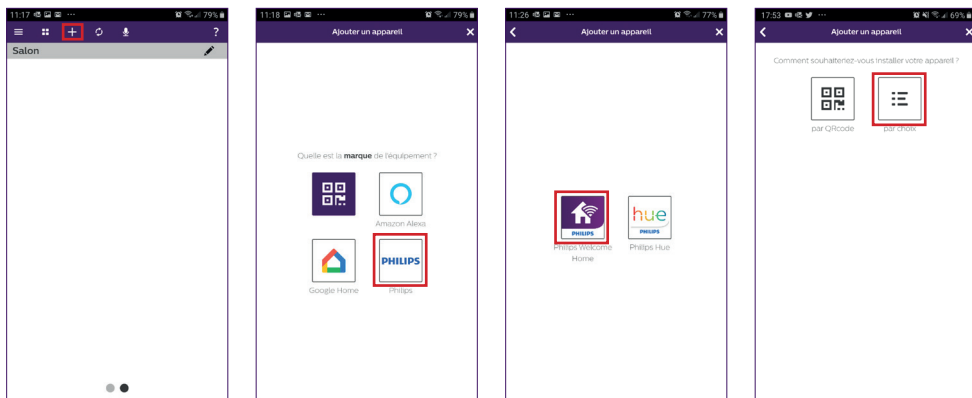 11:17 ... 79%
+ ?
Salon
11:18 ... 79%
Ajouter un appareil ×
Quelle est la marque de l'équipement ?
Amazon Alexa
PHILIPS
Google Home
Philips
11:26 ... 77%
Ajouter un appareil ×
PHILIPS
hue
PHILIPS
Philips Welcome
Home
Philips Hue
17:53 ... 69%
Ajouter un appareil ×
Comment souhaiteriez-vous installer votre appareil ?
par QRcode
par choix